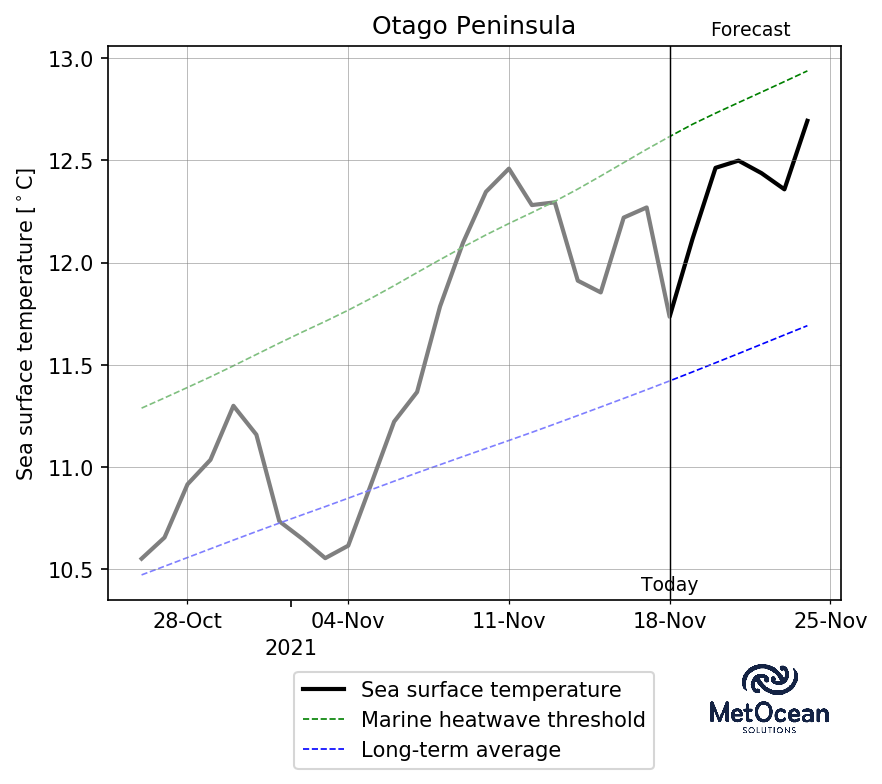 Otago Peninsula
Forecast
Sea surface temperature [°C]
13.0
12.5
12.0
11.5
11.0
10.5
Today
28-Oct
04-Nov
11-Nov
18-Nov
25-Nov
2021
Sea surface temperature
Marine heatwave threshold
Long-term average
MetOcean
SOLUTIONS